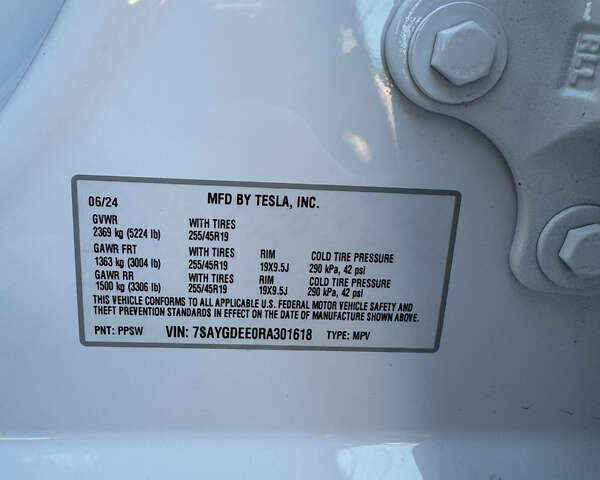 06/24 MFD BY TESLA, INC.
GVWR WITH TIRES
2369 kg (5224 lb) 255/45R19
GAWR FRT WITH TIRES RIM COLD TIRE PRESSURE
1363 kg (3004 lb) 255/45R19 19X9.5J 290 kPa, 42 psi
GAWR RR WITH TIRES RIM COLD TIRE PRESSURE
1500 kg (3306 lb) 255/45R19 19X9.5J 290 kPa, 42 psi
THIS VEHICLE CONFORMS TO ALL APPLICABLE U.S. FEDERAL MOTOR VEHICLE SAFETY AND
THEFT PREVENTION STANDARDS IN EFFECT ON THE DATE OF MANUFACTURE SHOWN ABOVE.
PNT: PPSW VIN: 7SAYGDEE0RA301618 TYPE: MPV